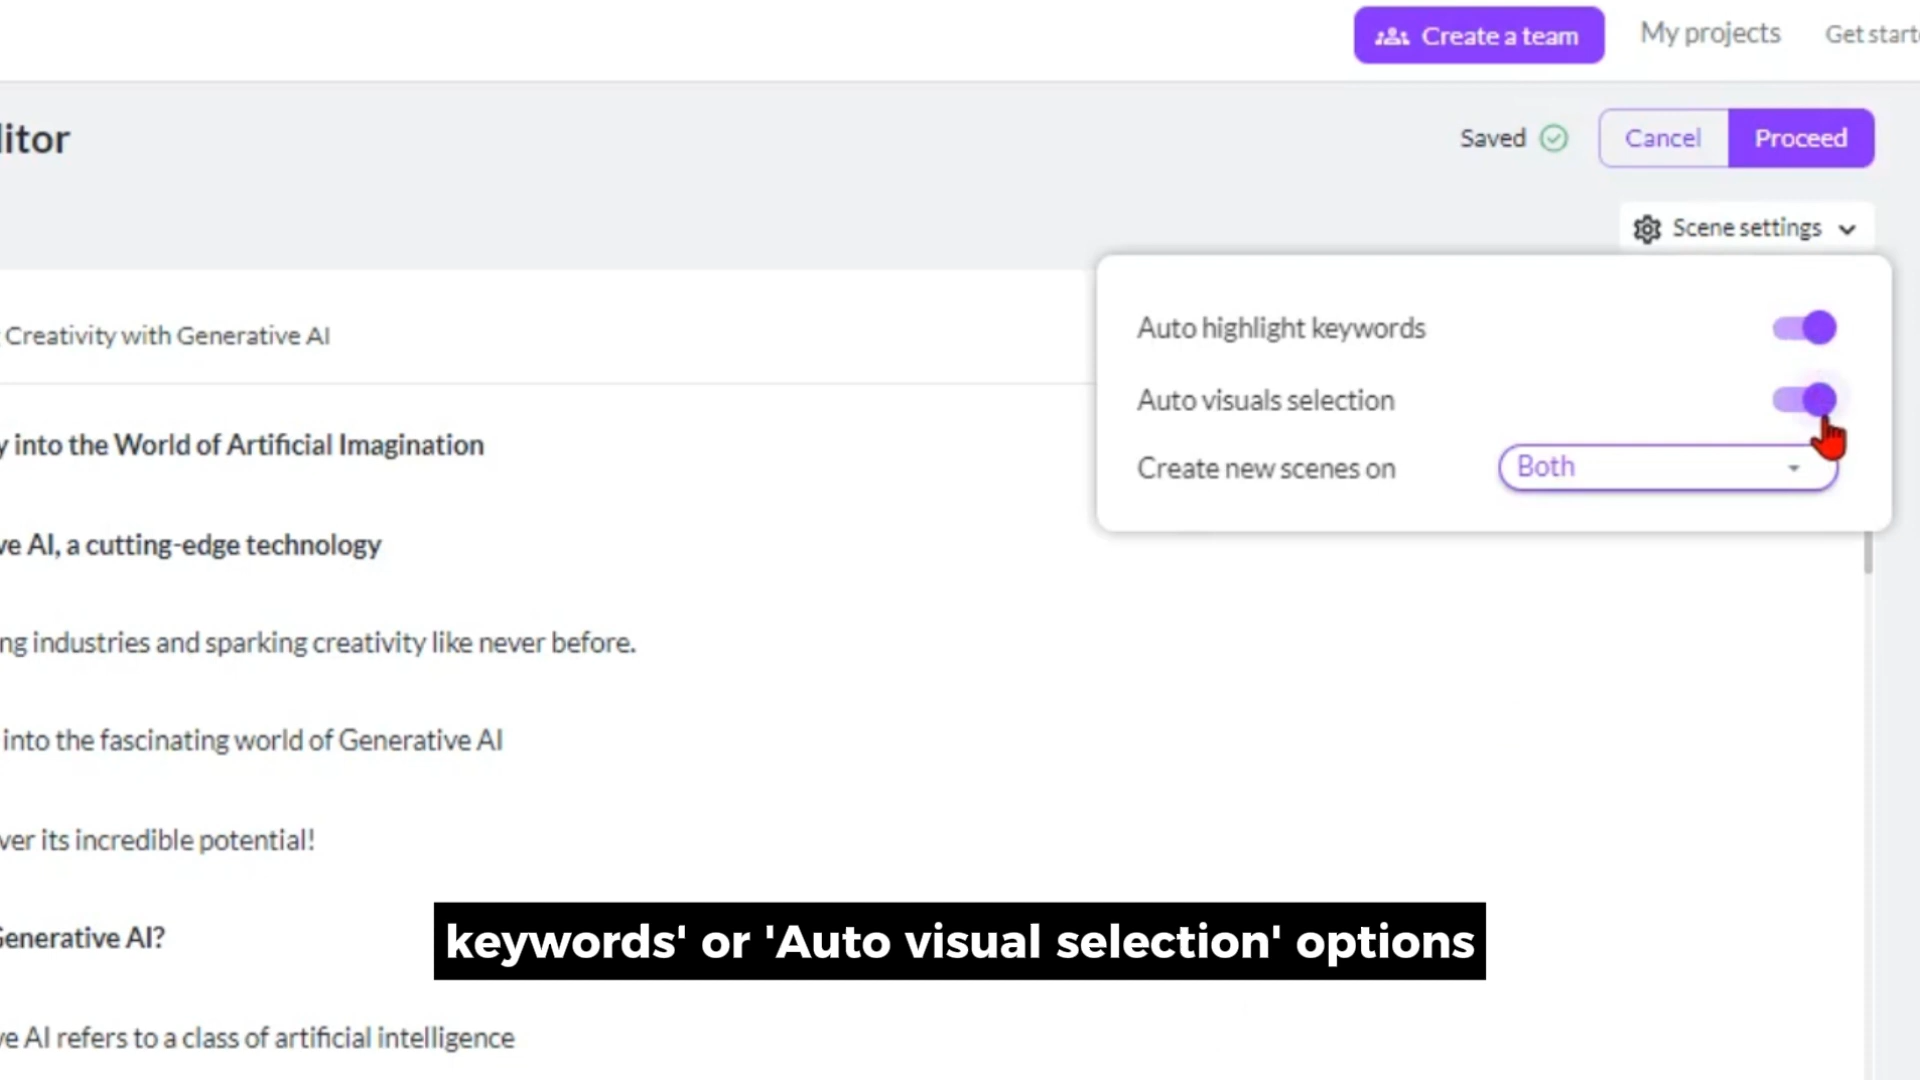 Create a team
My projects
Get starte
ditor
Saved
Cancel
Proceed
Scene settings
Creativity with Generative AI
Auto highlight keywords
Auto visuals selection
Create new scenes on
Both
y into the World of Artificial Imagination
ve AI, a cutting-edge technology
ng industries and sparking creativity like never before.
into the fascinating world of Generative AI
ver its incredible potential!
Generative AI?
keywords' or 'Auto visual selection' options
ve AI refers to a class of artificial intelligence